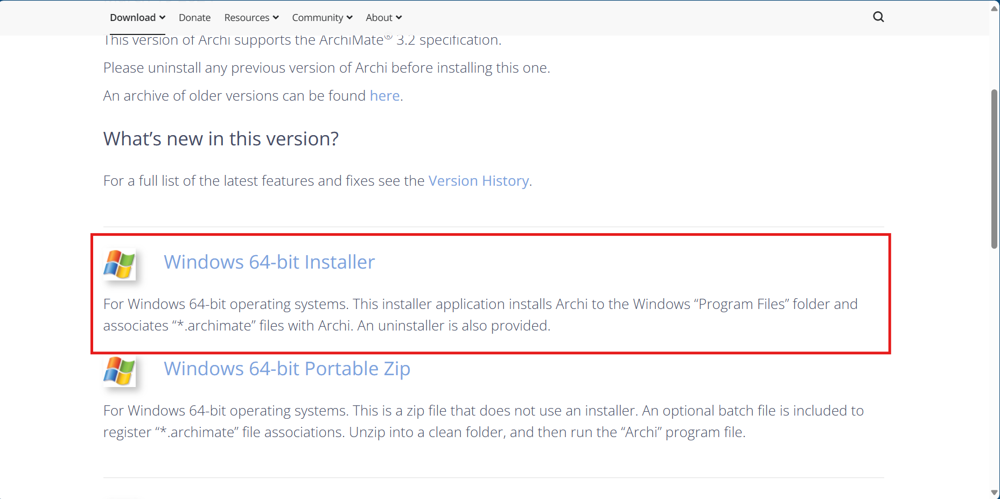 Download Donate Resources Community About
This version of Archi supports the ArchiMate® 3.2 specification.
Please uninstall any previous version of Archi before installing this one.
An archive of older versions can be found here.
What’s new in this version?
For a full list of the latest features and fixes see the Version History.
Windows 64-bit Installer
For Windows 64-bit operating systems. This installer application installs Archi to the Windows “Program Files” folder and
associates “*.archimate” files with Archi. An uninstaller is also provided.
Windows 64-bit Portable Zip
For Windows 64-bit operating systems. This is a zip file that does not use an installer. An optional batch file is included to
register “*.archimate” file associations. Unzip into a clean folder, and then run the “Archi” program file.